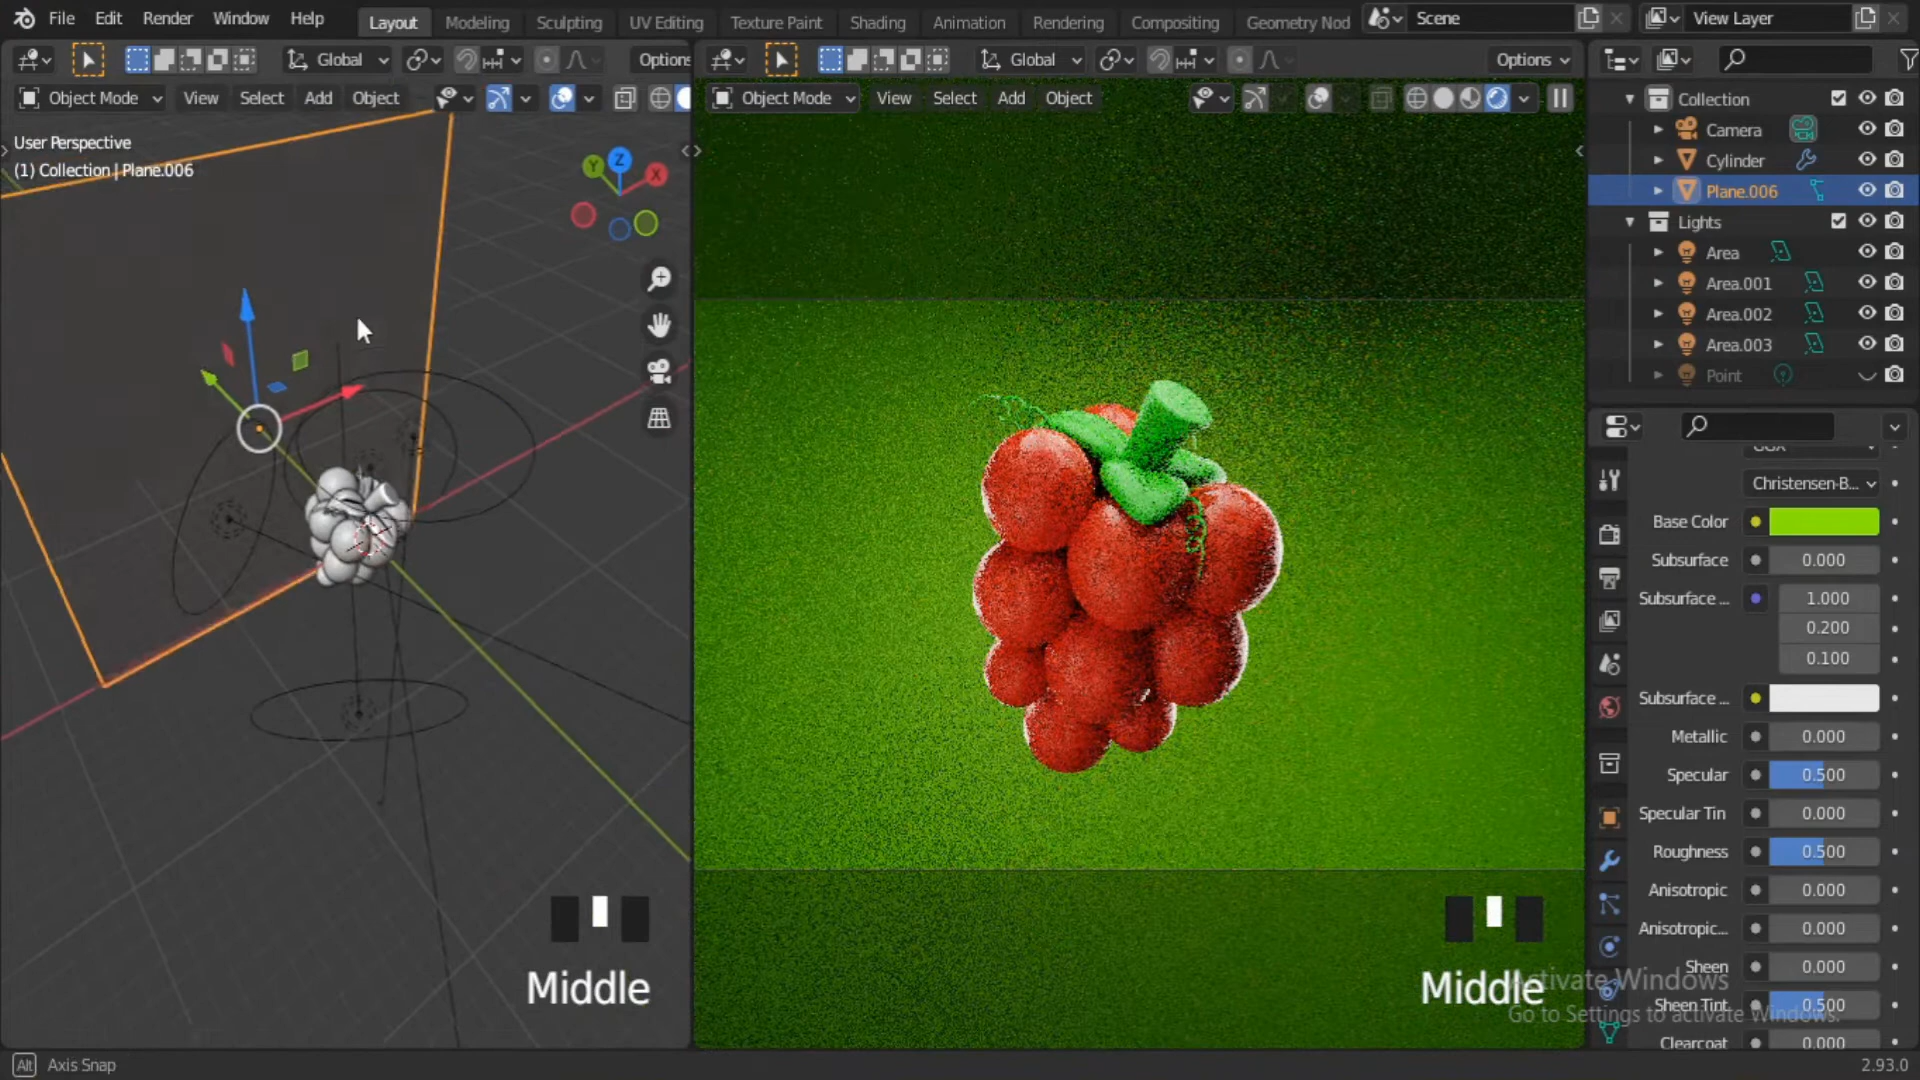 File Edit Render Window Help
Layout Modeling Sculpting UV Editing Texture Paint Shading Animation Rendering Compositing Geometry Nod
Scene
View Layer
Global
Options
Global
Options
Object Mode View Select Add Object
Object Mode View Select Add Object
User Perspective
(1) Collection | Plane.006
Z
Y
X
Middle
Middle
Collection
Camera
Cylinder
Plane.006
Lights
Area
Area.001
Area.002
Area.003
Point
Christensen-B...
Base Color
Subsurface 0.000
Subsurface ... 1.000
0.200
0.100
Subsurface ...
Metallic 0.000
Specular 0.500
Specular Tin 0.000
Roughness 0.500
Anisotropic 0.000
Anisotropic... 0.000
Sheen 0.000
Sheen Tint 0.500
Clearcoat 0.000
Activate Windows
Go to Settings to activate Windows.
Alt Axis Snap
2.93.0